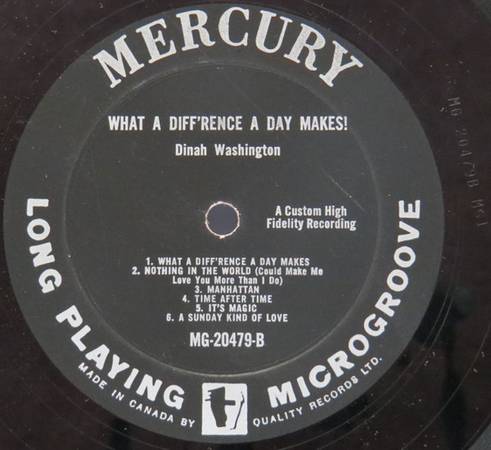 MERCURY
WHAT A DIFF'RENCE A DAY MAKES!
Dinah Washington
A Custom High
Fidelity Recording
1. WHAT A DIFF'RENCE A DAY MAKES
2. NOTHING IN THE WORLD (Could Make Me
Love You More Than I Do)
3. MANHATTAN
4. TIME AFTER TIME
5. IT'S MAGIC
6. A SUNDAY KIND OF LOVE
MG-20479-B
LONG PLAYING MICROGROOVE
MADE IN CANADA BY QUALITY RECORDS LTD.
MG 20479B